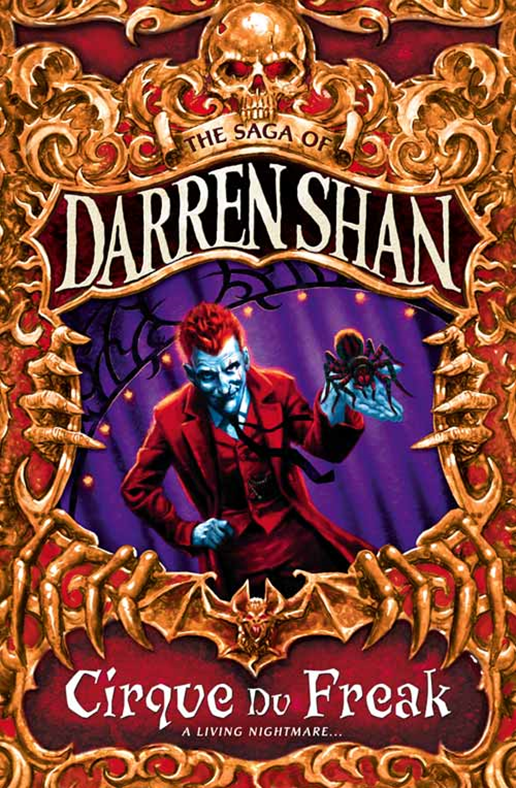 THE SAGA OF
DARREN SHAN
Cirque Du Freak
A LIVING NIGHTMARE...